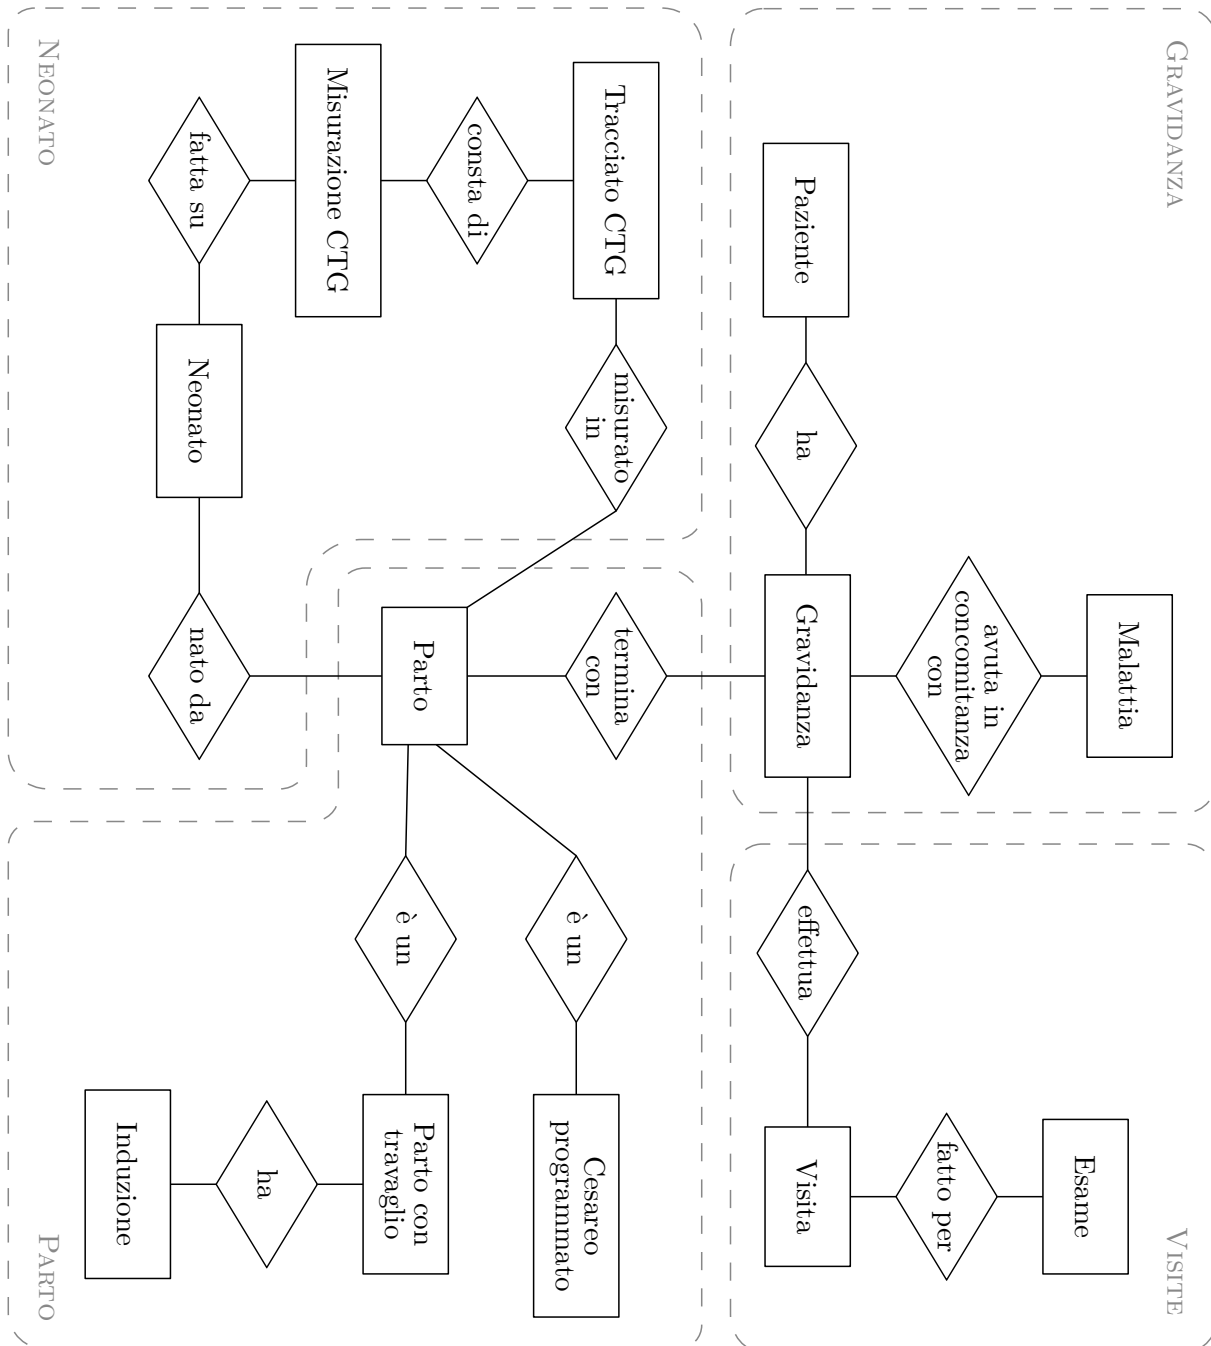 GRAVIDANZA
VISITE
Malattia
Esame
avuta in
concomitanza
con
fatto per
Paziente
ha
Gravidanza
effettua
Visita
Tracciato CTG
misurato
in
termina
con
è un
Cesareo
programmato
consta di
Misurazione CTG
Parto
è un
Parto con
travaglio
fatta su
Neonato
nato da
ha
Induzione
NEONATO
PARTO